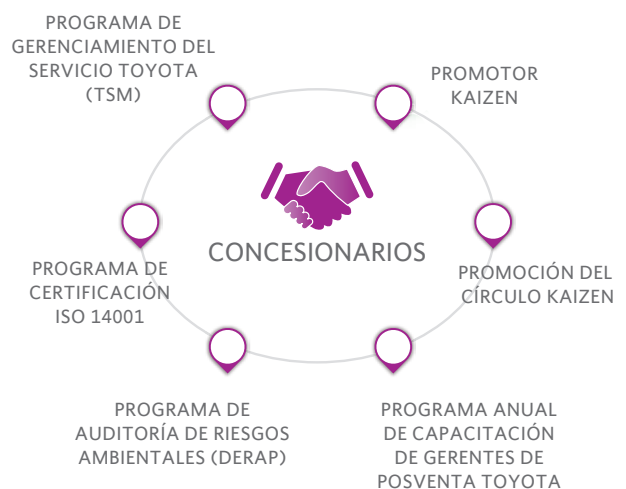 PROGRAMA DE
GERENCIAMIENTO DEL
SERVICIO TOYOTA
(TSM)
PROMOTOR
KAIZEN
CONCESIONARIOS
PROGRAMA DE
CERTIFICACIÓN
ISO 14001
PROMOCIÓN DEL
CÍRCULO KAIZEN
PROGRAMA DE
AUDITORÍA DE RIESGOS
AMBIENTALES (DERAP)
PROGRAMA ANUAL
DE CAPACITACIÓN
DE GERENTES DE
POSVENTA TOYOTA